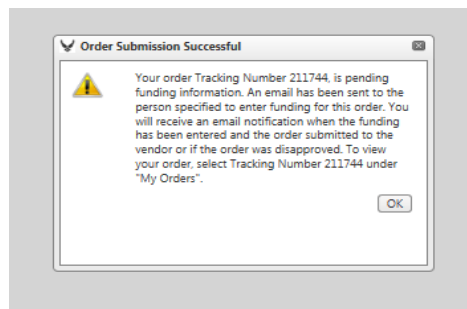 Order Submission Successful
Your order Tracking Number 211744, is pending
funding information. An email has been sent to the
person specified to enter funding for this order. You
will receive an email notification when the funding
has been entered and the order submitted to the
vendor or if the order was disapproved. To view
your order, select Tracking Number 211744 under
"My Orders".
OK